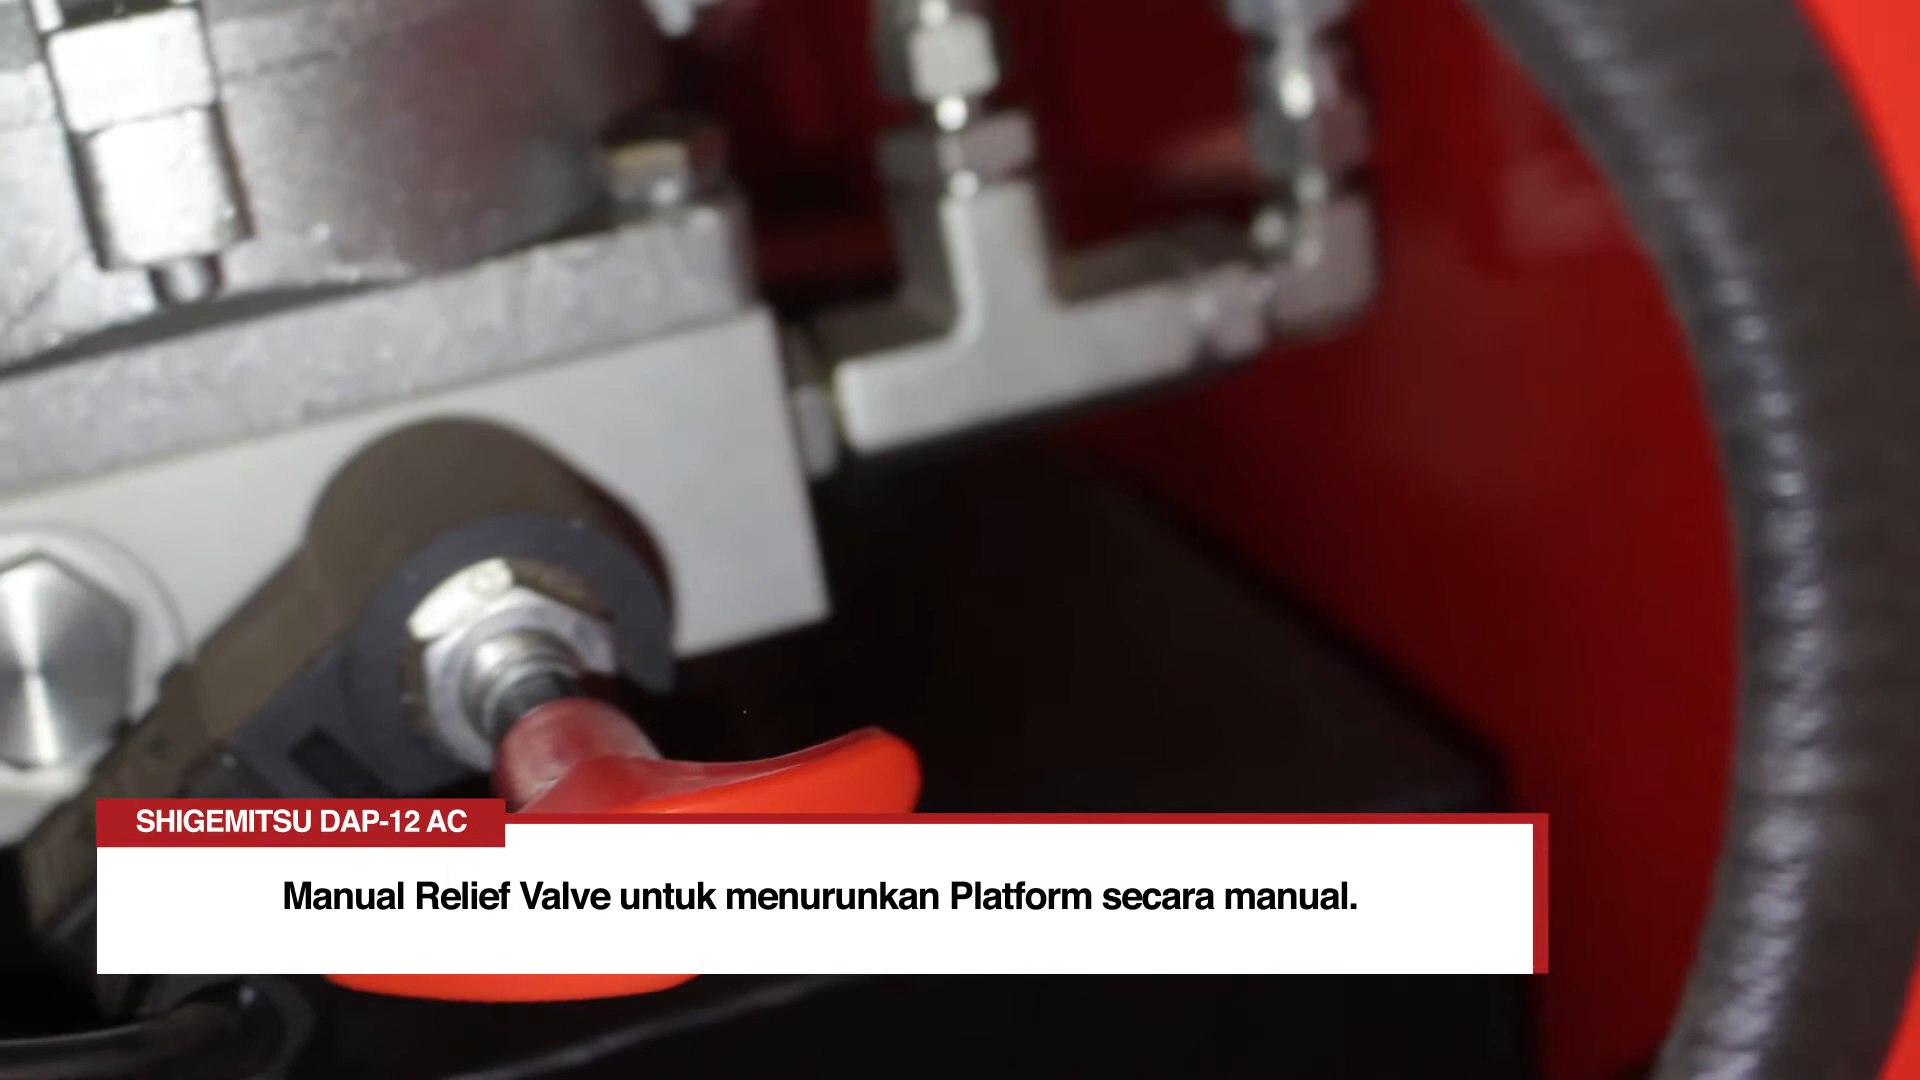 SHIGEMITSU DAP-12 AC
Manual Relief Valve untuk menurunkan Platform secara manual.